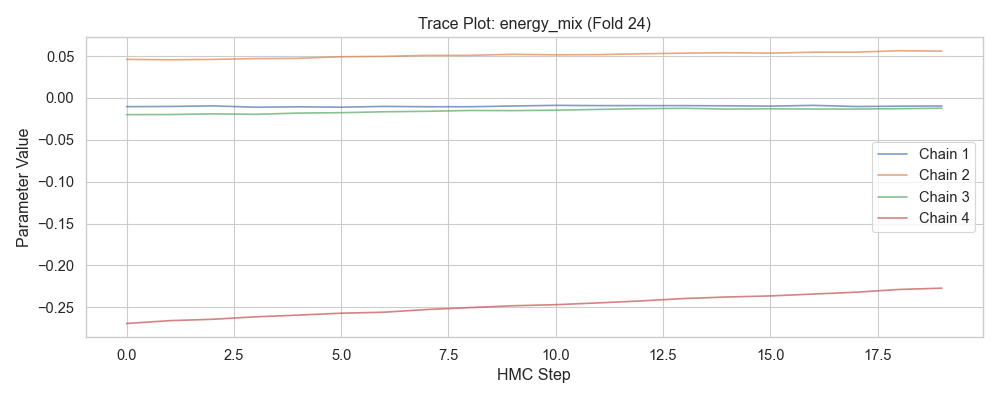 Trace Plot: energy_mix (Fold 24)
0.05
0.00
−0.05
−0.10
−0.15
−0.20
−0.25
Parameter Value
Chain 1
Chain 2
Chain 3
Chain 4
0.0 2.5 5.0 7.5 10.0 12.5 15.0 17.5
HMC Step